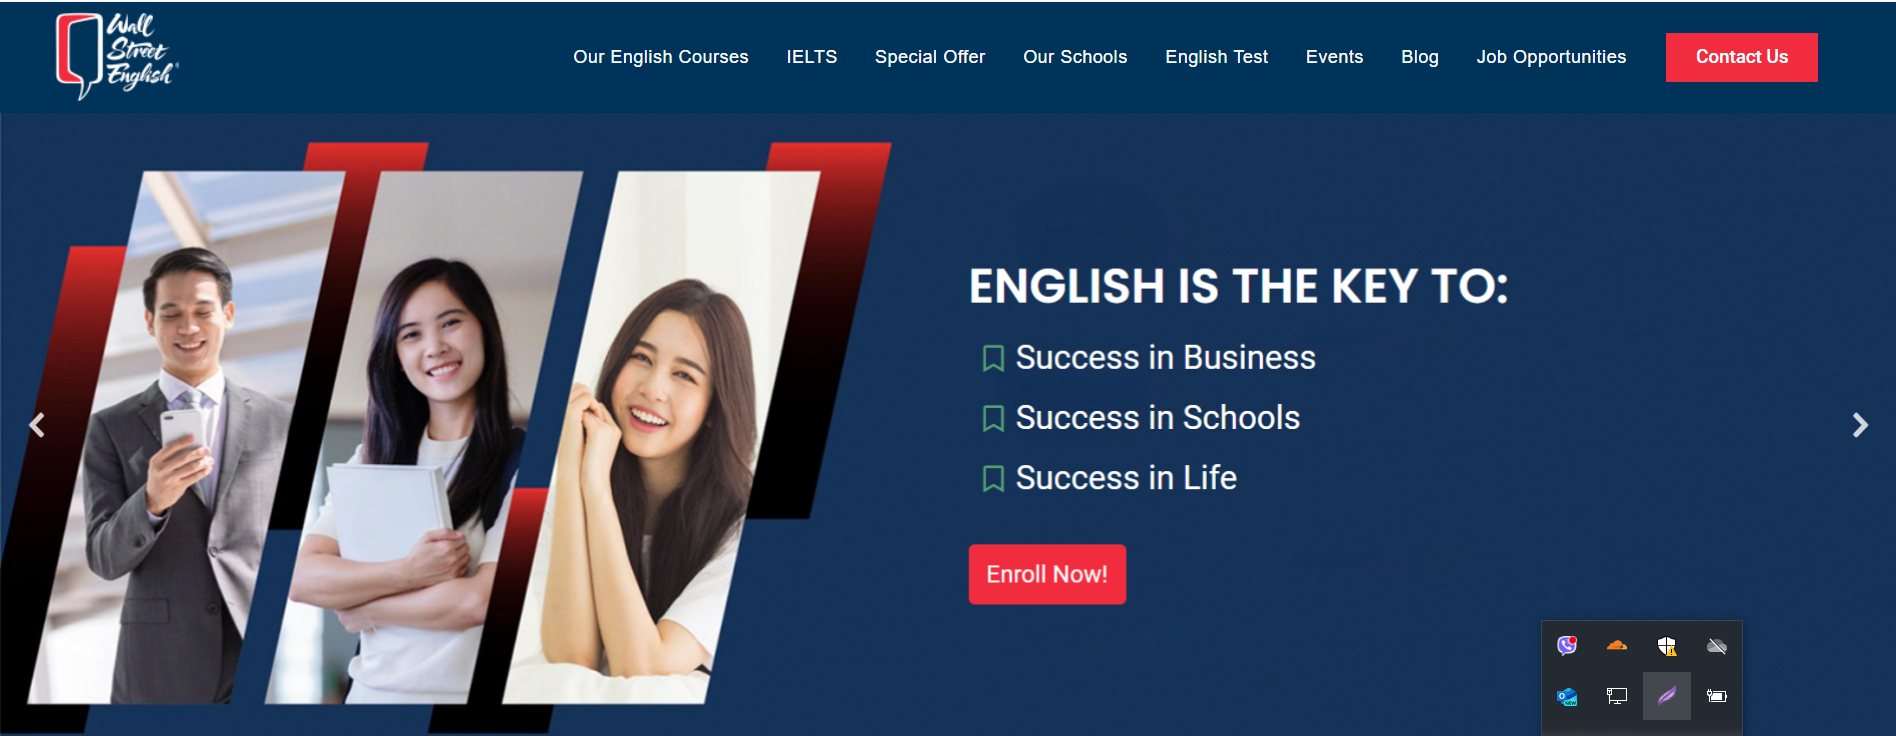 Wall
Street
English
Our English Courses
IELTS
Special Offer
Our Schools
English Test
Events
Blog
Job Opportunities
Contact Us
ENGLISH IS THE KEY TO:
Success in Business
Success in Schools
Success in Life
Enroll Now!
NEW